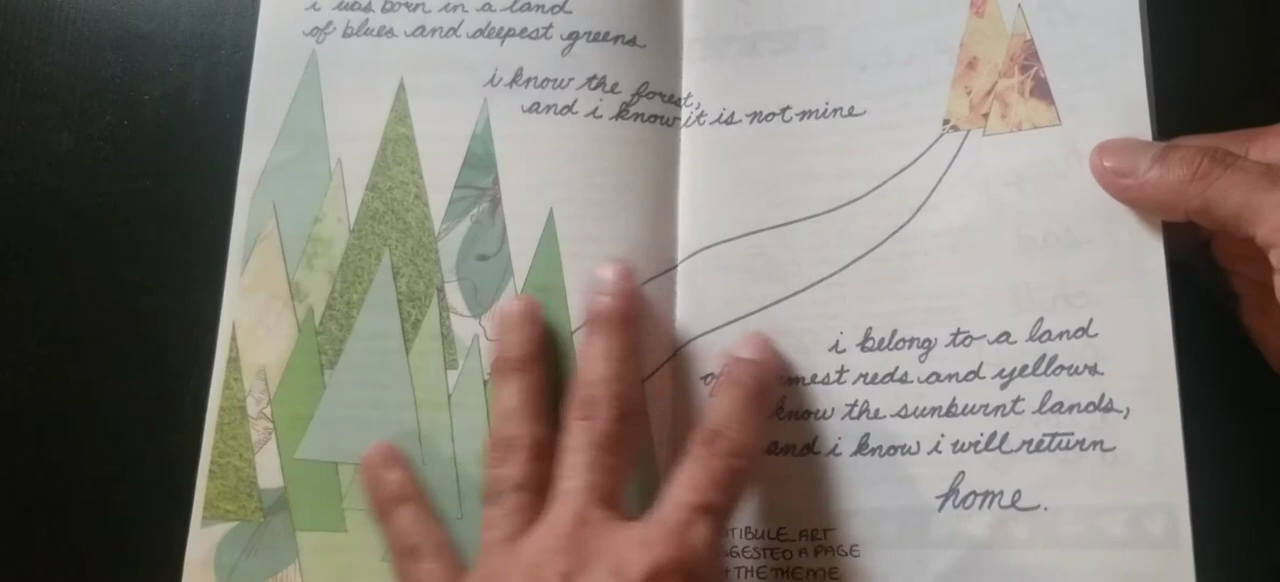 i was born in a land
of blues and deepest greens
i know the forest,
and i know it is not mine
i belong to a land
reds and yellows
know the sunburnt lands,
and i know i will return
home.
A PAGE
THE THEME